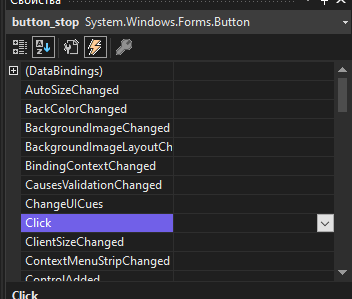 Свойства
button_stop System.Windows.Forms.Button
(DataBindings)
AutoSizeChanged
BackColorChanged
BackgroundImageChanged
BackgroundImageLayoutCh
BindingContextChanged
CausesValidationChanged
ChangeUICues
Click
ClientSizeChanged
ContextMenuStripChanged
ControlAdded
Click